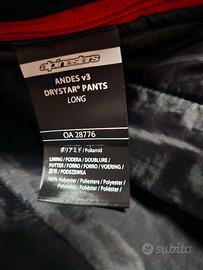 alpinestars
ANDES v3
DRYSTAR® PANTS
LONG
OA 28776
ポリアミド / Poliamid
LINING / FODERA / DOUBLURE /
FUTTER / FORRO / FORRO / VOERING /
裏地 / PODSZEWKA
100% Polyester / Poliestere / Polyester /
Polyester / Poliéster / Poliéster /
subito